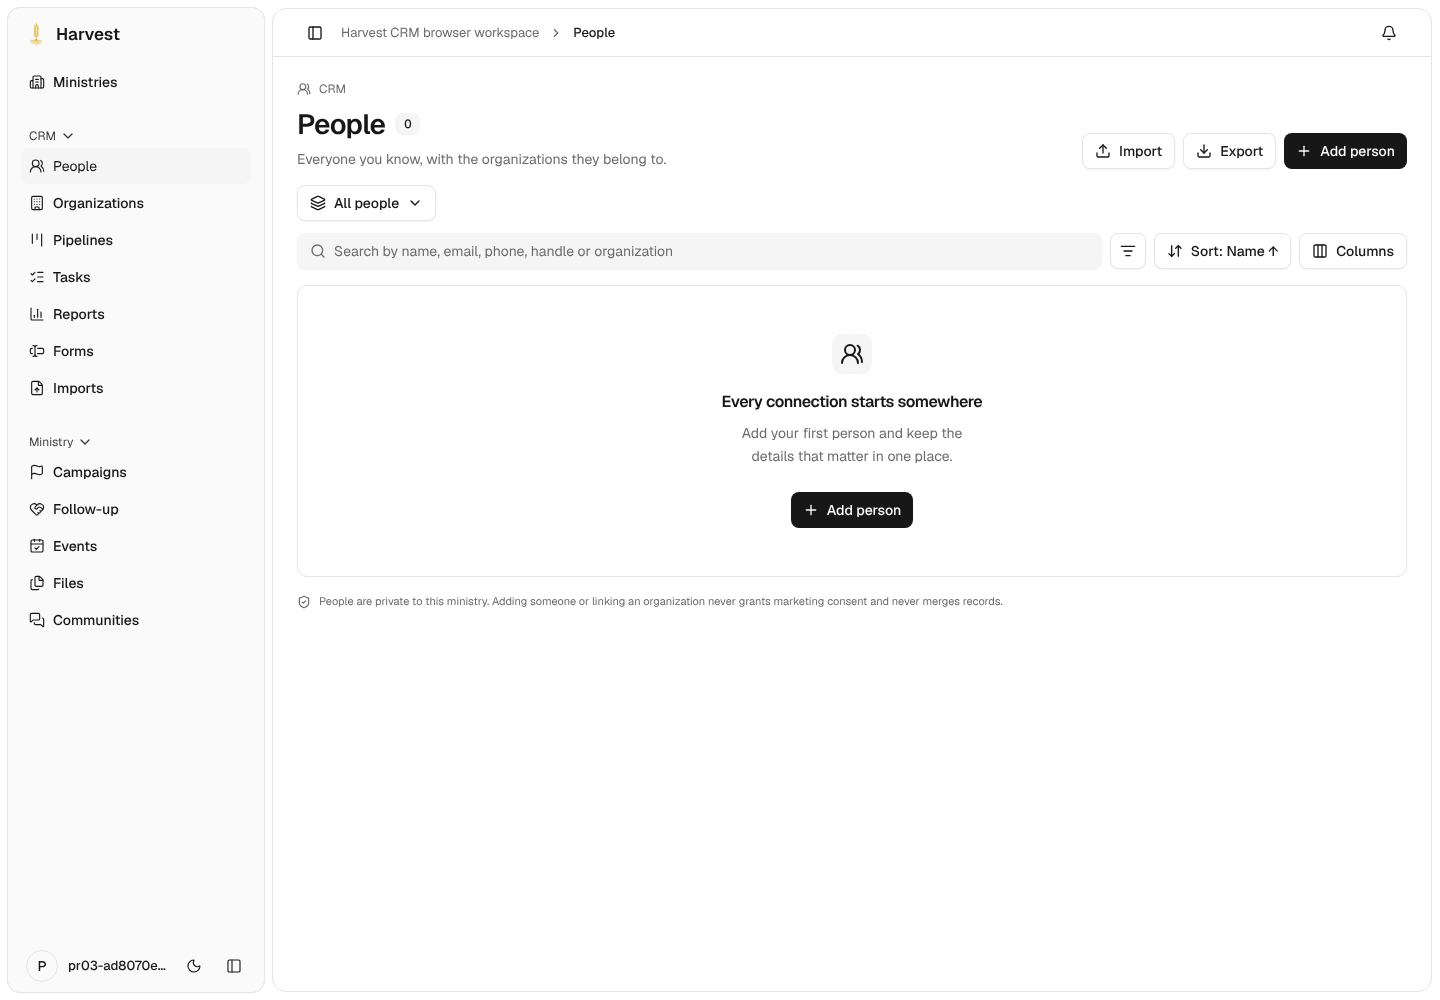 Harvest
Ministries
CRM
People
Organizations
Pipelines
Tasks
Reports
Forms
Imports
Ministry
Campaigns
Follow-up
Events
Files
Communities
P pr03-ad8070e...
Harvest CRM browser workspace > People
CRM
People 0
Everyone you know, with the organizations they belong to.
Import Export + Add person
All people
Search by name, email, phone, handle or organization
Sort: Name ↑ Columns
Every connection starts somewhere
Add your first person and keep the
details that matter in one place.
+ Add person
People are private to this ministry. Adding someone or linking an organization never grants marketing consent and never merges records.